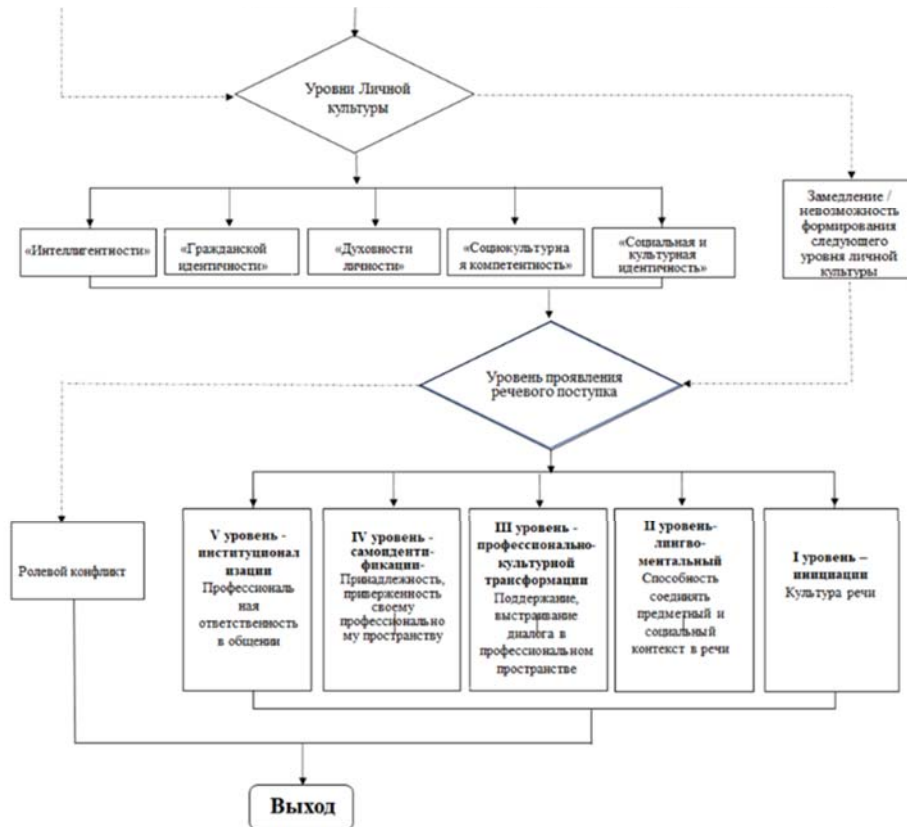 Уровни Личной
культуры
«Интеллигентности»
«Гражданской
идентичности»
«Духовности
личности»
«Социокультурна
я компетентность»
«Социальная и
культурная
идентичность»
Замедление /
невозможность
формирования
следующего
уровня личной
культуры
Уровень проявления
речевого поступка
Ролевой конфликт
V уровень -
институционал
изации
Профессиональ
ная
ответственность
в общении
IV уровень -
самоиденти-
фикации-
Принадлежность,
приверженность
своему
профессионально
му пространству
III уровень -
профессионально-
культурной
трансформации
Поддержание,
выстраивание
диалога в
профессиональном
пространстве
II уровень-
лингво-
ментальный
Способность
соединять
предметный и
социальный
контекст в речи
I уровень –
инициации
Культура речи
Выход